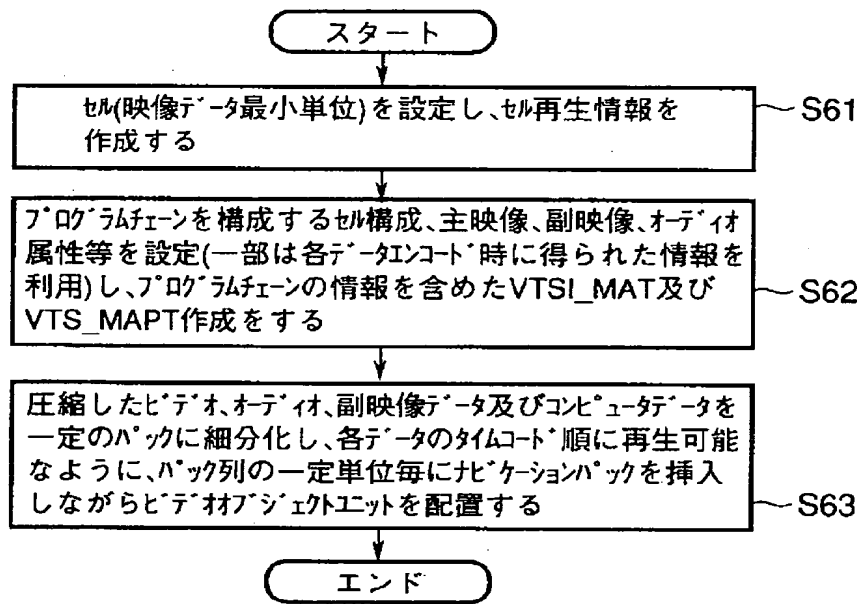 スタート
ｾﾙ(映像ﾃﾞｰﾀ最小単位)を設定し、ｾﾙ再生情報を
作成する
S61
ﾌﾟﾛｸﾞﾗﾑﾁェｰﾝを構成するｾﾙ構成、主映像、副映像、ｵｰﾃﾞｨｵ
属性等を設定(一部は各ﾃﾞｰﾀｴﾝｺｰﾄﾞ時に得られた情報を
利用)し、ﾌﾟﾛｸﾞﾗﾑﾁｪｰﾝの情報を含めたVTSI_MAT及び
VTS_MAPT作成をする
S62
圧縮したﾋﾞﾃﾞｵ、ｵｰﾃﾞｨｵ、副映像ﾃﾞｰﾀ及びｺﾝﾋﾟｭｰﾀﾃﾞｰﾀを
一定のﾊﾟｯｸに細分化し、各ﾃﾞｰﾀのﾀｲﾑｺｰﾄﾞ順に再生可能
なように、ﾊﾟｯｸ列の一定単位毎にﾅﾋﾞｹﾞｰｼｮﾝﾊﾟｯｸを挿入
しながらﾋﾞﾃﾞｵｵﾌﾞｼﾞｪｸﾄﾕﾆｯﾄを配置する
S63
エンド